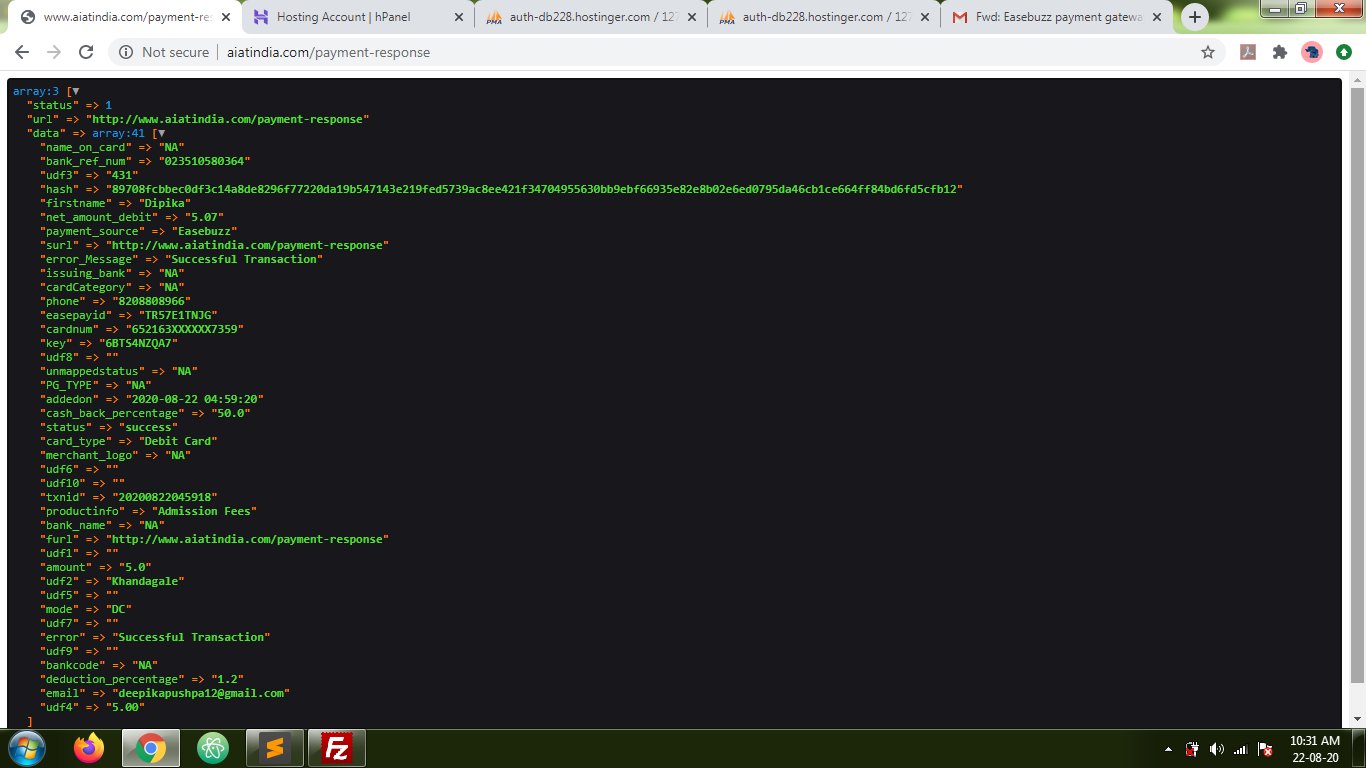 www.aiatindia.com/payment-res
Hosting Account | hPanel
auth-db228.hostinger.com / 127
auth-db228.hostinger.com / 127
Fwd: Easebuzz payment gatewa
Not secure
aiatindia.com/payment-response
array:3 [▼
"status" => 1
"url" => "http://www.aiatindia.com/payment-response"
"data" => array:41 [▼
"name_on_card" => "NA"
"bank_ref_num" => "023510580364"
"udf3" => "431"
"hash" => "89708fcbbec0df3c14a8de8296f77220da19b547143e219fed5739ac8ee421f34704955630bb9ebf66935e82e8b02e6ed0795da46cb1ce664ff84bd6fd5cfb12"
"firstname" => "Dipika"
"net_amount_debit" => "5.07"
"payment_source" => "Easebuzz"
"surl" => "http://www.aiatindia.com/payment-response"
"error_Message" => "Successful Transaction"
"issuing_bank" => "NA"
"cardCategory" => "NA"
"phone" => "8208808966"
"easepayid" => "TR57E1TNJG"
"cardnum" => "652163XXXXXX7359"
"key" => "6BTS4NZQA7"
"udf8" => ""
"unmappedstatus" => "NA"
"PG_TYPE" => "NA"
"addedon" => "2020-08-22 04:59:20"
"cash_back_percentage" => "50.0"
"status" => "success"
"card_type" => "Debit Card"
"merchant_logo" => "NA"
"udf6" => ""
"udf10" => ""
"txnid" => "20200822045918"
"productinfo" => "Admission Fees"
"bank_name" => "NA"
"furl" => "http://www.aiatindia.com/payment-response"
"udf1" => ""
"amount" => "5.0"
"udf2" => "Khandagale"
"udf5" => ""
"mode" => "DC"
"udf7" => ""
"error" => "Successful Transaction"
"udf9" => ""
"bankcode" => "NA"
"deduction_percentage" => "1.2"
"email" => "deepikapushpa12@gmail.com"
"udf4" => "5.00"
]
10:31 AM
22-08-20